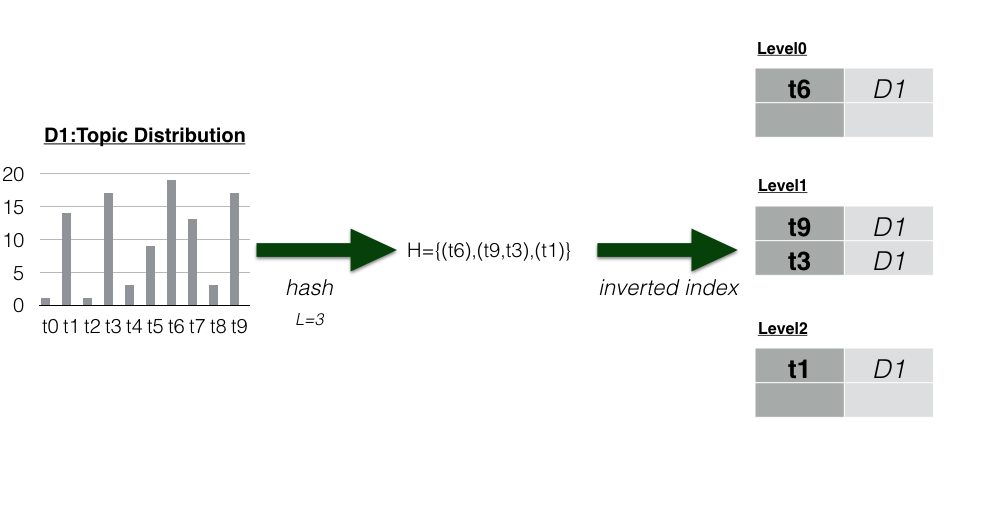 D1:Topic Distribution
20
15
10
5
0
t0 t1 t2 t3 t4 t5 t6 t7 t8 t9
hash
L=3
H={(t6),(t9,t3),(t1)}
inverted index
Level0
t6 D1
Level1
t9 D1
t3 D1
Level2
t1 D1